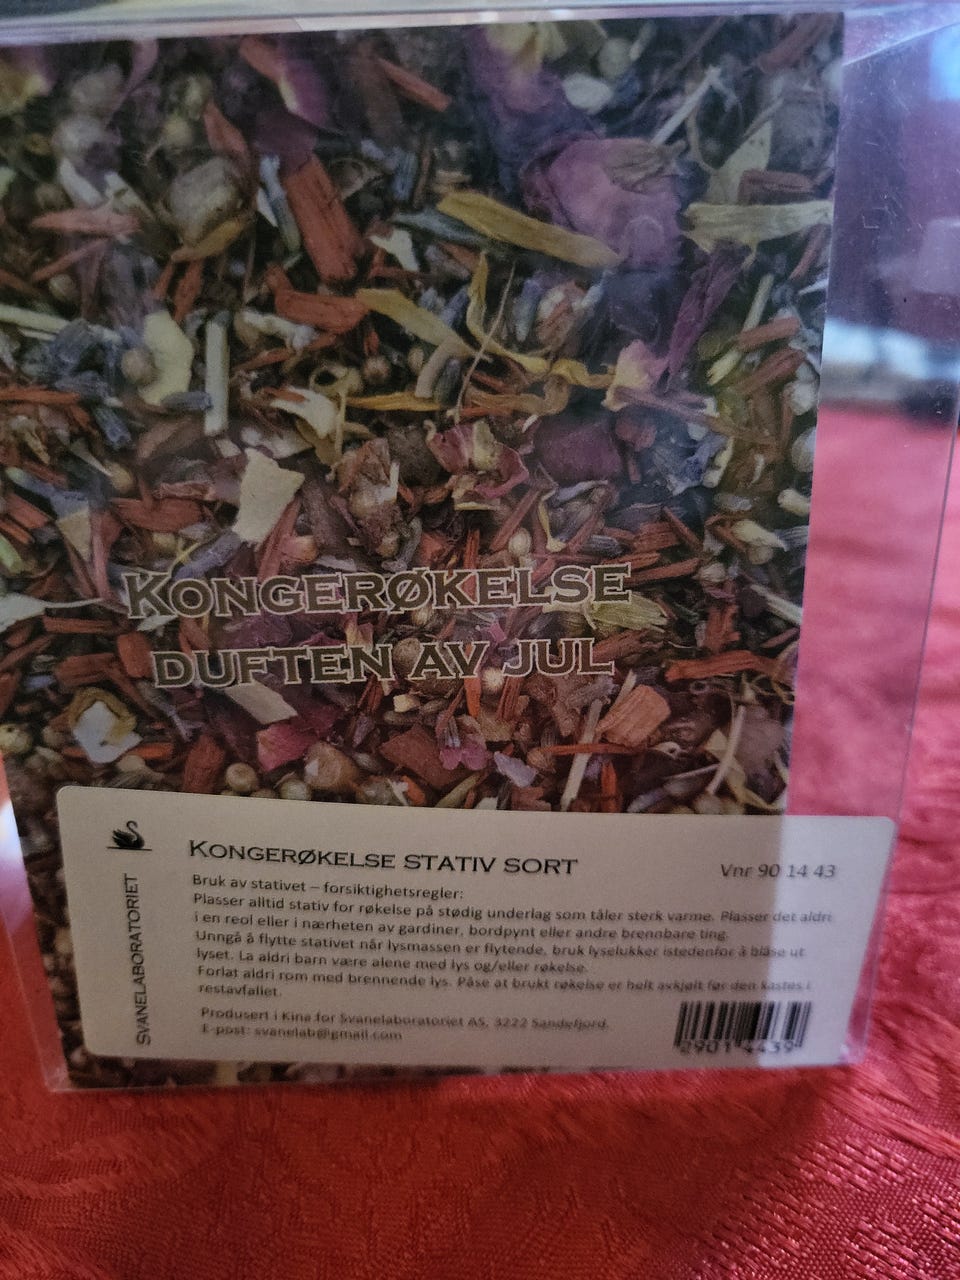 KONGERØKELSE
DUFTEN AV JUL
KONGERØKELSE STATIV SORT
Vnr 90 14 43
Bruk av stativet – forsiktighetsregler:
Plasser alltid stativ for røkelse på stødig underlag som tåler sterk varme. Plasser det aldri
i en reol eller i nærheten av gardiner, bordpynt eller andre brennbare ting.
Unngå å flytte stativet når lysmassen er flytende, bruk lyselukker istedenfor å blåse ut
lyset. La aldri barn være alene med lys og/eller røkelse.
Forlat aldri rom med brennende lys. Påse at brukt røkelse er helt avkjølt før den kastes i
restavfallet.
Produsert i Kina for Svanelaboratoriet AS, 3222 Sandefjord.
E-post: svanelab@gmail.com
SVANELABORATORIET
2901 4439